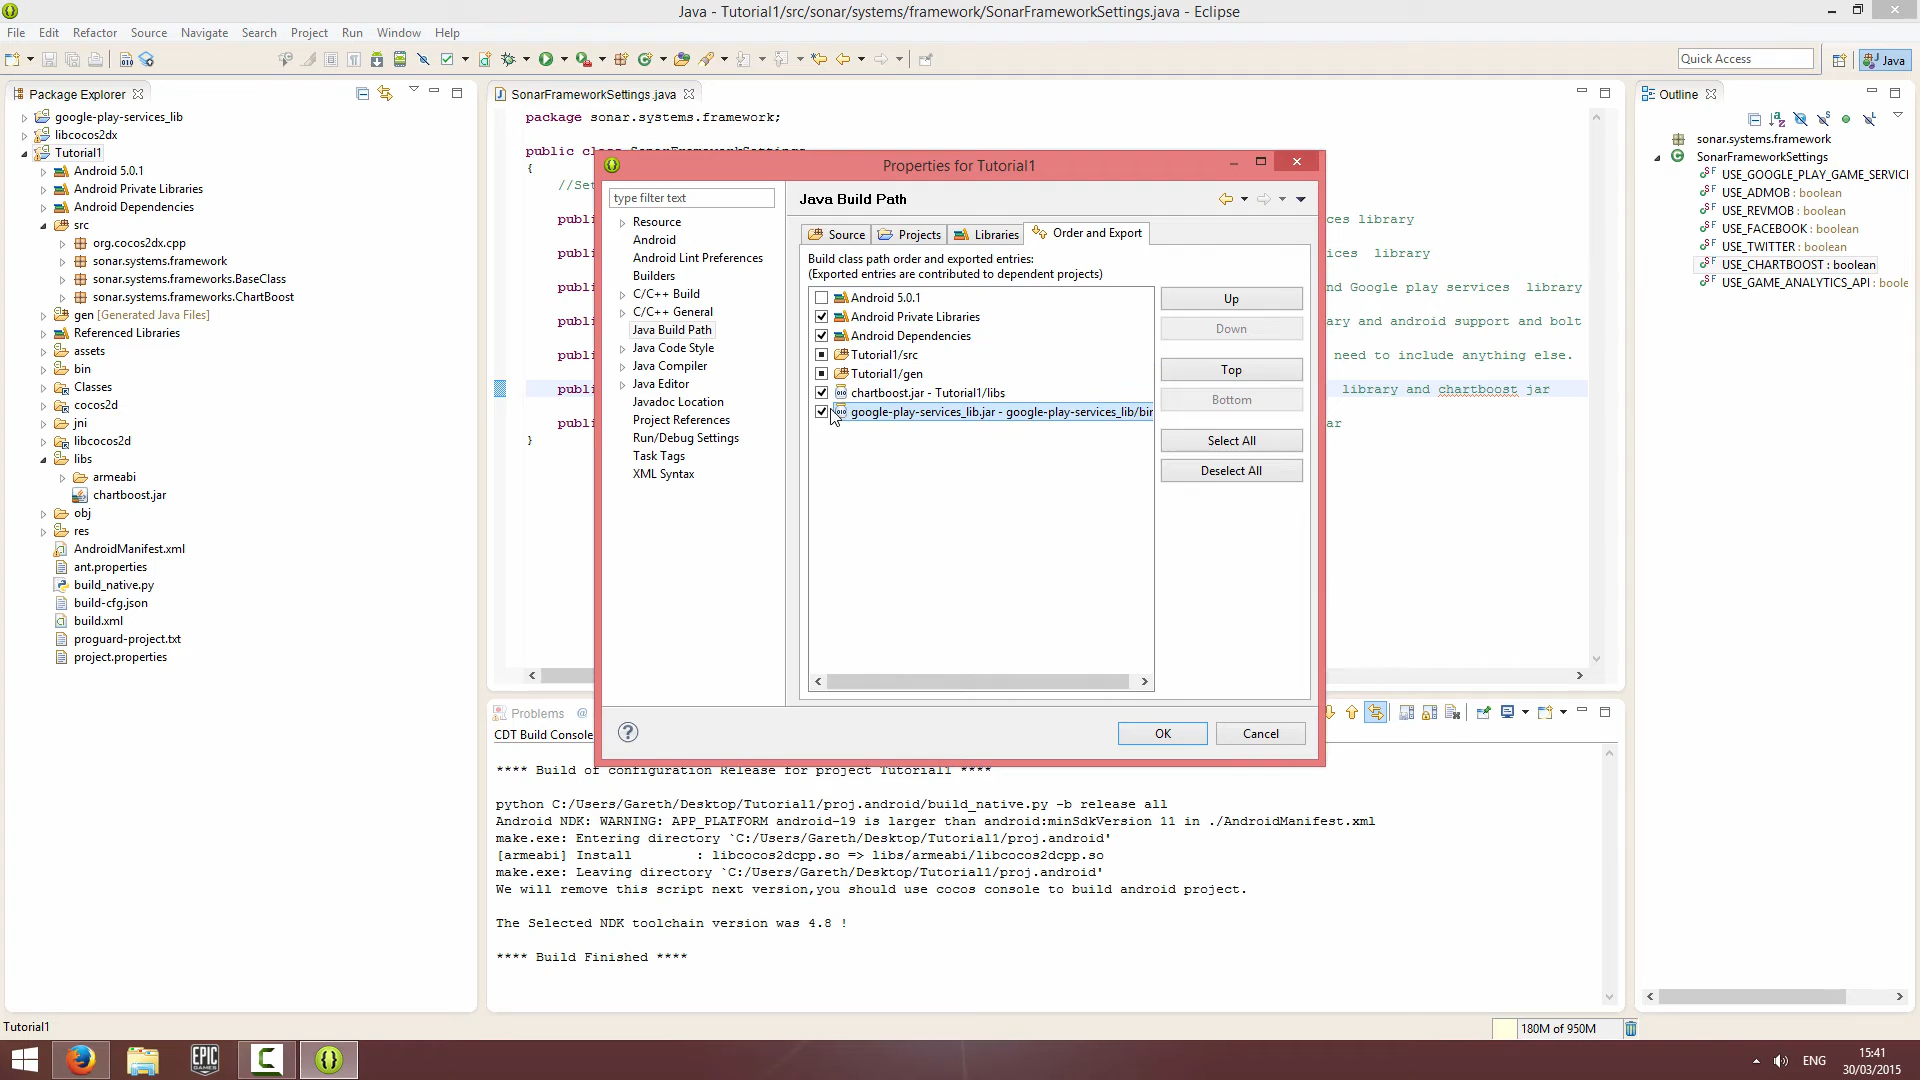 Java - Tutorial1/src/sonar/systems/framework/SonarFrameworkSettings.java - Eclipse
File Edit Refactor Source Navigate Search Project Run Window Help
Quick Access
Java
Package Explorer
google-play-services_lib
libcocos2dx
Tutorial1
Android 5.0.1
Android Private Libraries
Android Dependencies
src
org.cocos2dx.cpp
sonar.systems.framework
sonar.systems.frameworks.BaseClass
sonar.systems.frameworks.ChartBoost
gen [Generated Java Files]
Referenced Libraries
assets
bin
Classes
cocos2d
jni
libcocos2d
libs
armeabi
chartboost.jar
obj
res
AndroidManifest.xml
ant.properties
build_native.py
build-cfg.json
build.xml
proguard-project.txt
project.properties
SonarFrameworkSettings.java
package sonar.systems.framework;
public class SonarFrameworkSettings
{
//Set
publ ces library
publ ices library
publ nd Google play services library
publ ary and android support and bolt
publ need to include anything else.
publ library and chartboost jar
publ ar
}
Properties for Tutorial1
type filter text
Resource
Android
Android Lint Preferences
Builders
C/C++ Build
C/C++ General
Java Build Path
Java Code Style
Java Compiler
Java Editor
Javadoc Location
Project References
Run/Debug Settings
Task Tags
XML Syntax
Java Build Path
Source Projects Libraries Order and Export
Build class path order and exported entries:
(Exported entries are contributed to dependent projects)
Android 5.0.1
Android Private Libraries
Android Dependencies
Tutorial1/src
Tutorial1/gen
chartboost.jar - Tutorial1/libs
google-play-services_lib.jar - google-play-services_lib/bin
Up
Down
Top
Bottom
Select All
Deselect All
OK Cancel
Outline
sonar.systems.framework
SonarFrameworkSettings
USE_GOOGLE_PLAY_GAME_SERVICE
USE_ADMOB : boolean
USE_REVMOB : boolean
USE_FACEBOOK : boolean
USE_TWITTER : boolean
USE_CHARTBOOST : boolean
USE_GAME_ANALYTICS_API : boole
Problems @
CDT Build Console
**** Build of configuration Release for project Tutorial1 ****
python C:/Users/Gareth/Desktop/Tutorial1/proj.android/build_native.py -b release all
Android NDK: WARNING: APP_PLATFORM android-19 is larger than android:minSdkVersion 11 in ./AndroidManifest.xml
make.exe: Entering directory `C:/Users/Gareth/Desktop/Tutorial1/proj.android'
[armeabi] Install : libcocos2dcpp.so => libs/armeabi/libcocos2dcpp.so
make.exe: Leaving directory `C:/Users/Gareth/Desktop/Tutorial1/proj.android'
We will remove this script next version,you should use cocos console to build android project.
The Selected NDK toolchain version was 4.8 !
**** Build Finished ****
Tutorial1
180M of 950M
EPIC GAMES
ENG
15:41
30/03/2015